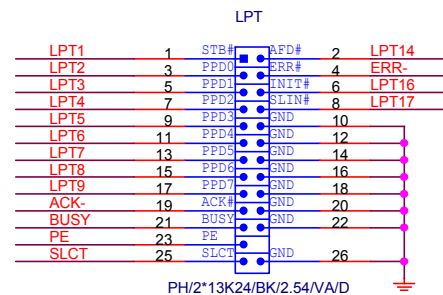 LPT
LPT1 1 STB# AFD# 2 LPT14
LPT2 3 PPD0 ERR# 4 ERR-
LPT3 5 PPD1 INIT# 6 LPT16
LPT4 7 PPD2 SLIN# 8 LPT17
LPT5 9 PPD3 GND 10
LPT6 11 PPD4 GND 12
LPT7 13 PPD5 GND 14
LPT8 15 PPD6 GND 16
LPT9 17 PPD7 GND 18
ACK- 19 ACK# GND 20
BUSY 21 BUSY GND 22
PE 23 PE
SLCT 25 SLCT GND 26
PH/2*13K24/BK/2.54/VA/D